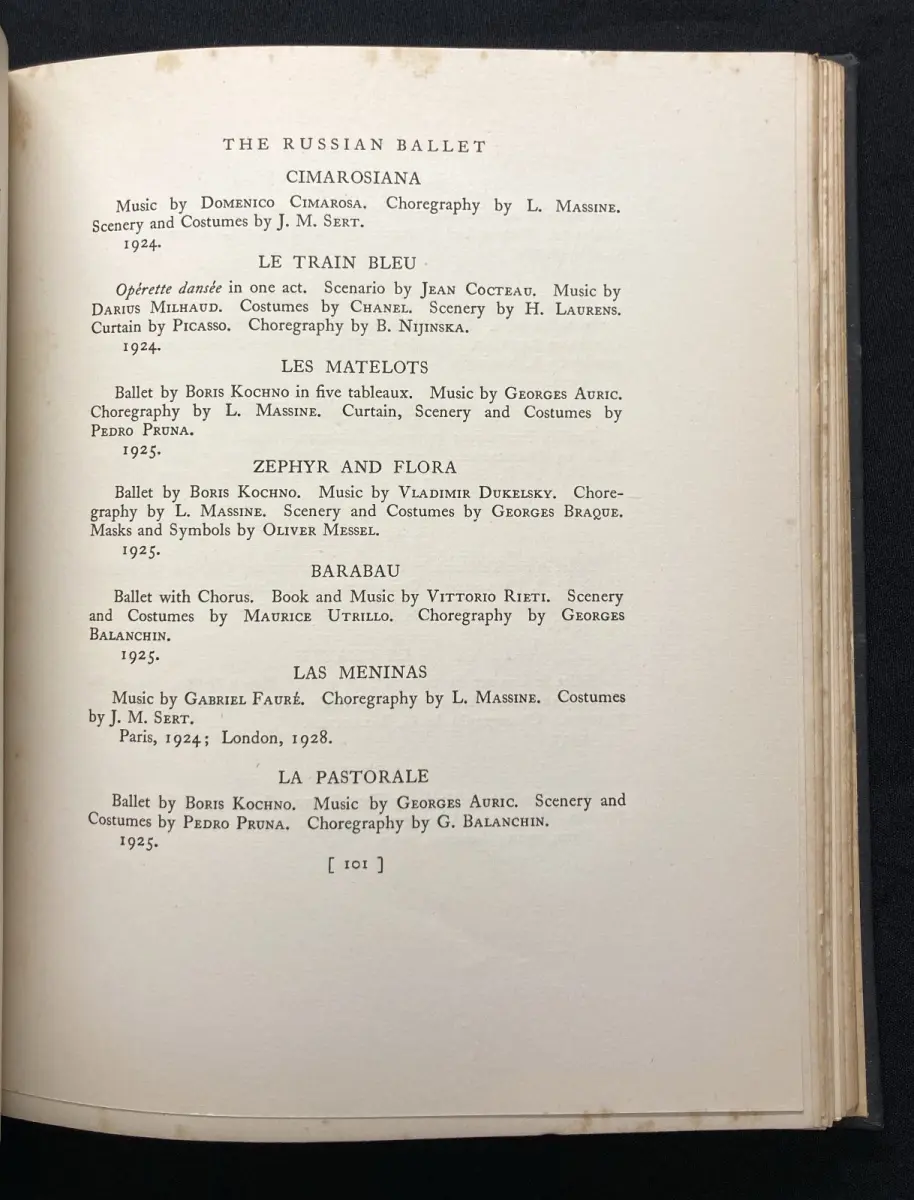 THE RUSSIAN BALLET
CIMAROSIANA
Music by Domenico Cimarosa. Choregraphy by L. Massine.
Scenery and Costumes by J. M. Sert.
1924.
LE TRAIN BLEU
Opérette dansée in one act. Scenario by Jean Cocteau. Music by
Darius Milhaud. Costumes by Chanel. Scenery by H. Laurens.
Curtain by Picasso. Choregraphy by B. Nijinska.
1924.
LES MATELOTS
Ballet by Boris Kochno in five tableaux. Music by Georges Auric.
Choregraphy by L. Massine. Curtain, Scenery and Costumes by
Pedro Pruna.
1925.
ZEPHYR AND FLORA
Ballet by Boris Kochno. Music by Vladimir Dukelsky. Chore-
graphy by L. Massine. Scenery and Costumes by Georges Braque.
Masks and Symbols by Oliver Messel.
1925.
BARABAU
Ballet with Chorus. Book and Music by Vittorio Rieti. Scenery
and Costumes by Maurice Utrillo. Choregraphy by Georges
Balanchin.
1925.
LAS MENINAS
Music by Gabriel Fauré. Choregraphy by L. Massine. Costumes
by J. M. Sert.
Paris, 1924; London, 1928.
LA PASTORALE
Ballet by Boris Kochno. Music by Georges Auric. Scenery and
Costumes by Pedro Pruna. Choregraphy by G. Balanchin.
1925.
[ 101 ]